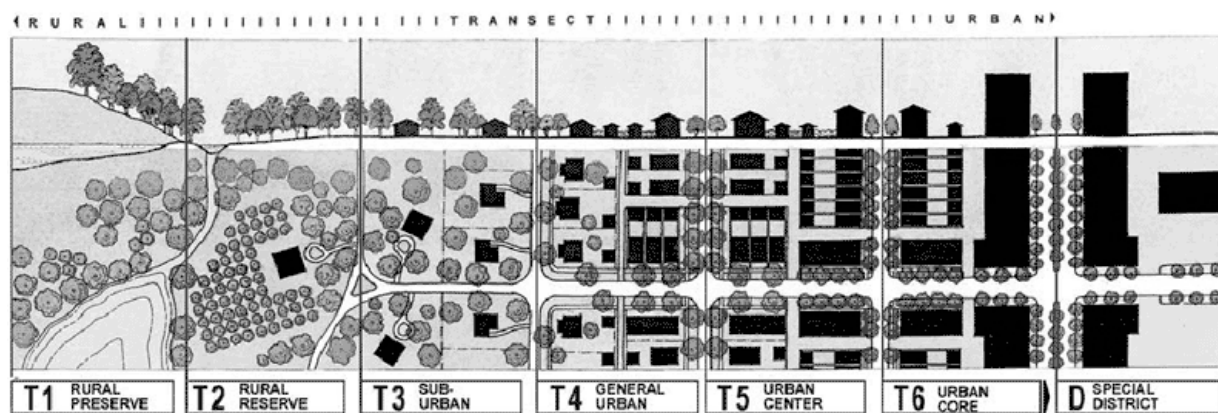 RURAL TRANSECT URBAN
T1 RURAL
PRESERVE
T2 RURAL
RESERVE
T3 SUB-
URBAN
T4 GENERAL
URBAN
T5 URBAN
CENTER
T6 URBAN
CORE
D SPECIAL
DISTRICT